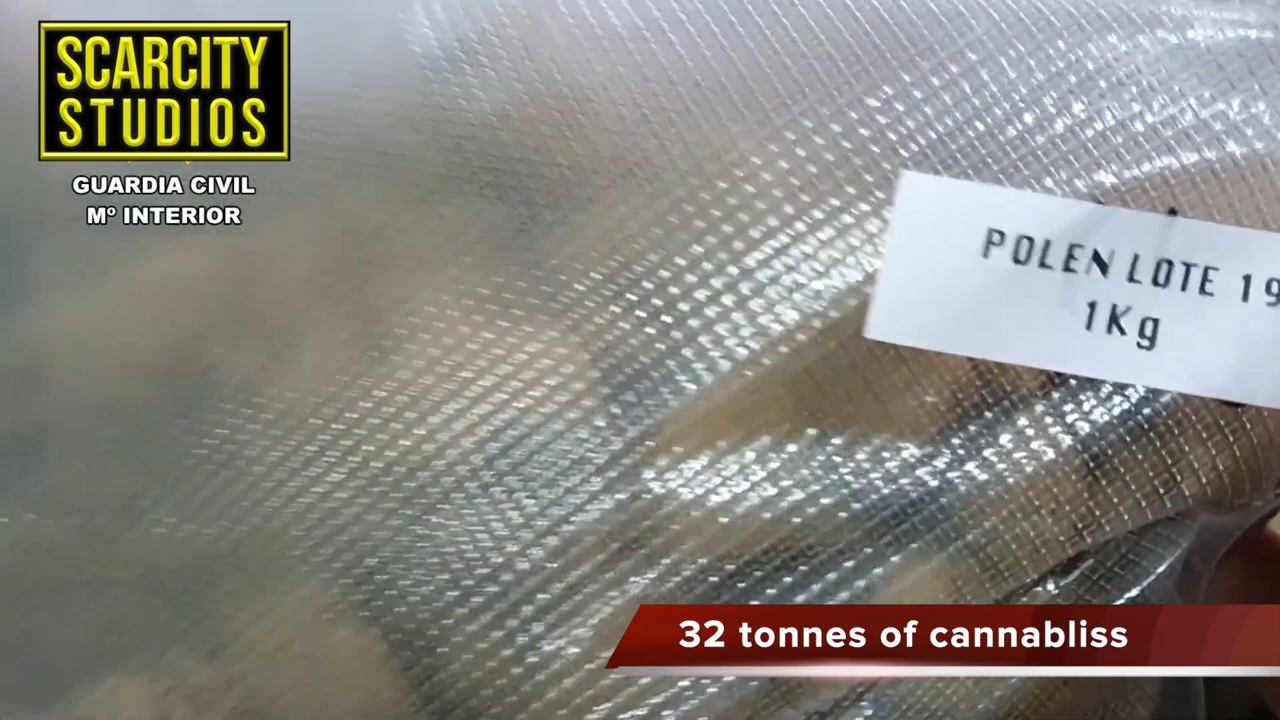 SCARCITY
STUDIOS
GUARDIA CIVIL
Mº INTERIOR
POLEN LOTE 19
1Kg
32 tonnes of cannabliss